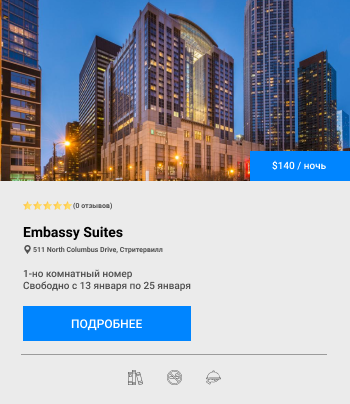 $140 / ночь
(0 отзывов)
Embassy Suites
511 North Columbus Drive, Стритервилл
1-но комнатный номер
Свободно с 13 января по 25 января
ПОДРОБНЕЕ